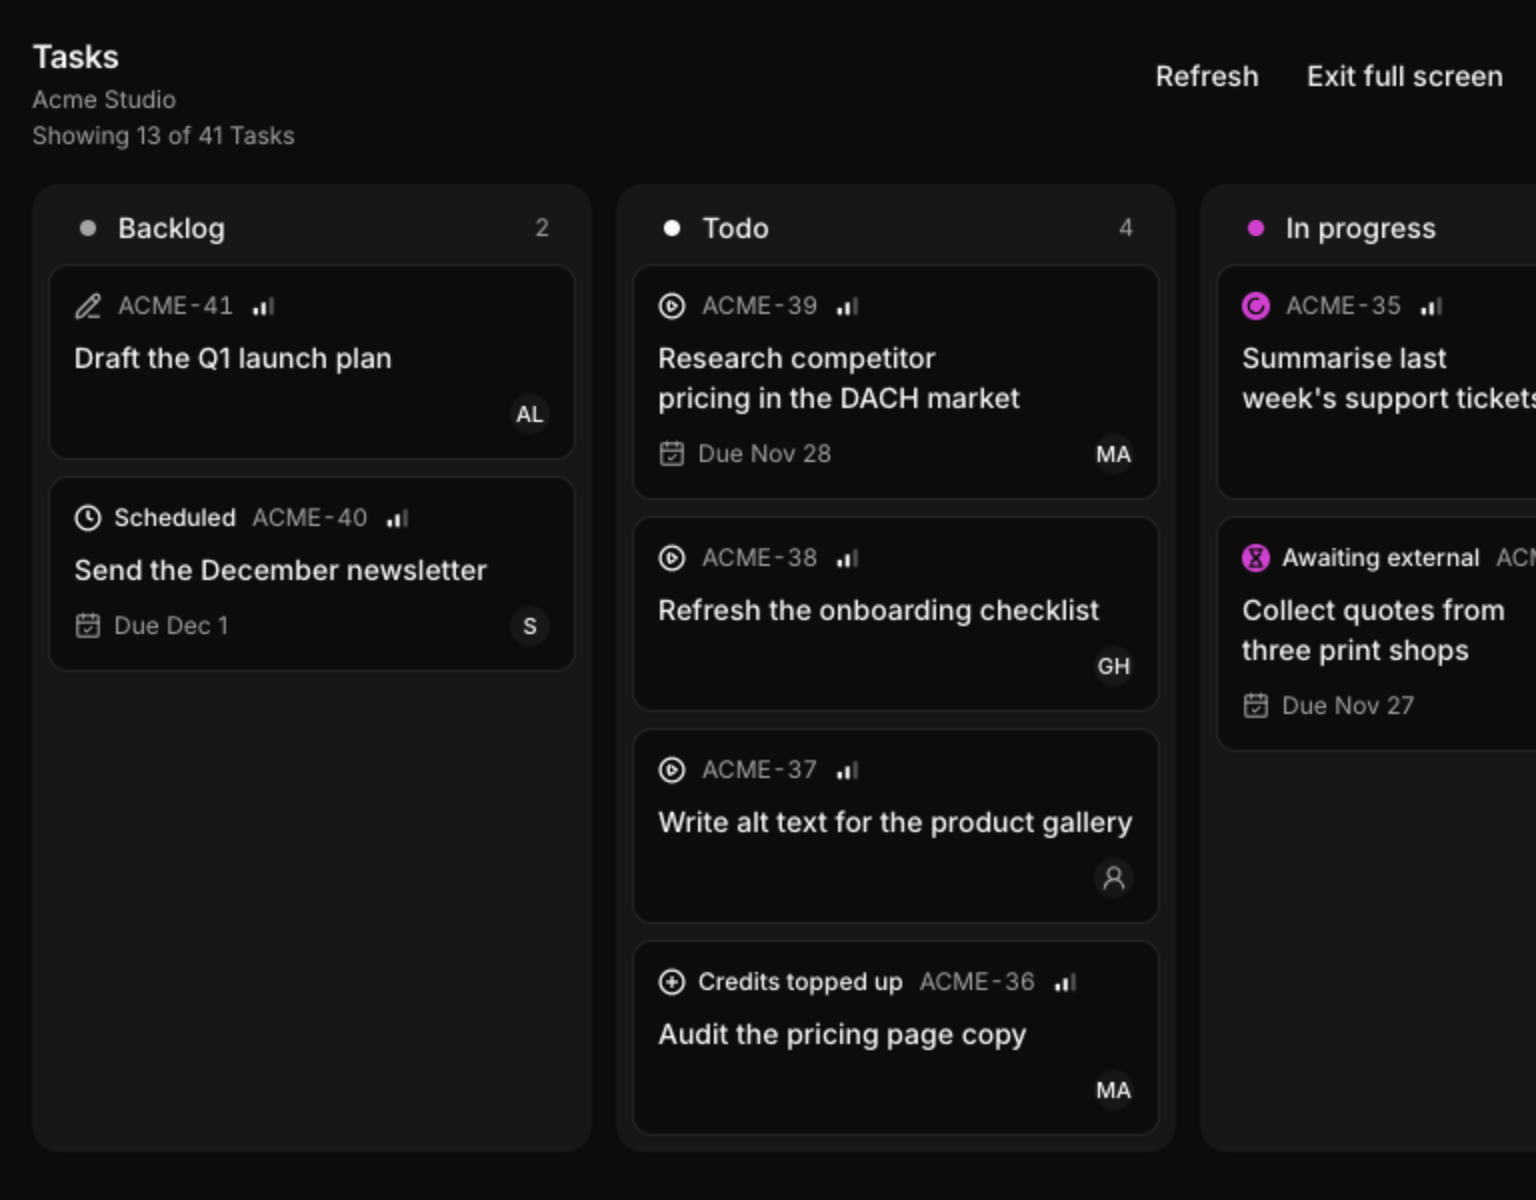 Tasks
Acme Studio
Showing 13 of 41 Tasks
Refresh
Exit full screen
Backlog 2
ACME-41
Draft the Q1 launch plan
AL
Scheduled ACME-40
Send the December newsletter
Due Dec 1
S
Todo 4
ACME-39
Research competitor
pricing in the DACH market
Due Nov 28
MA
ACME-38
Refresh the onboarding checklist
GH
ACME-37
Write alt text for the product gallery
Credits topped up ACME-36
Audit the pricing page copy
MA
In progress
ACME-35
Summarise last
week's support tickets
Awaiting external
Collect quotes from
three print shops
Due Nov 27